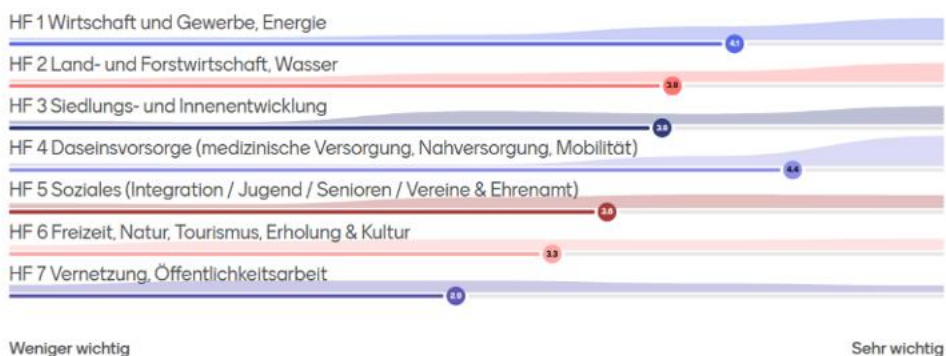 HF 1 Wirtschaft und Gewerbe, Energie
4.1
HF 2 Land- und Forstwirtschaft, Wasser
3.8
HF 3 Siedlungs- und Innenentwicklung
3.8
HF 4 Daseinsvorsorge (medizinische Versorgung, Nahversorgung, Mobilität)
4.4
HF 5 Soziales (Integration / Jugend / Senioren / Vereine & Ehrenamt)
3.6
HF 6 Freizeit, Natur, Tourismus, Erholung & Kultur
3.3
HF 7 Vernetzung, Öffentlichkeitsarbeit
2.9
Weniger wichtig
Sehr wichtig